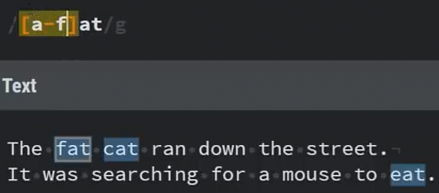 /[a-f]at/g
Text
The fat cat ran down the street.
It was searching for a mouse to eat.